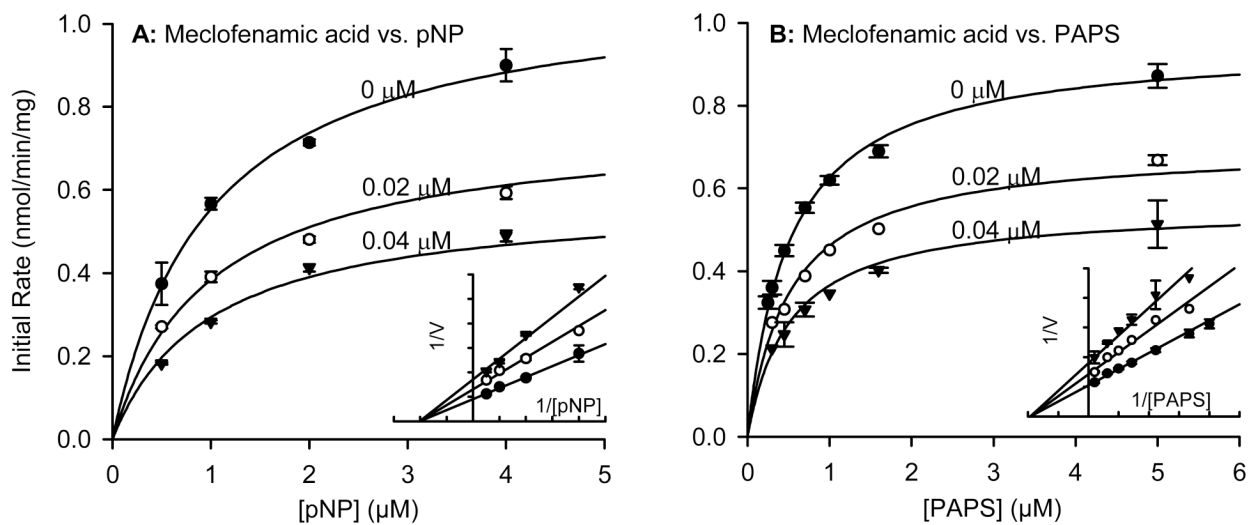 A: Meclofenamic acid vs. pNP
Initial Rate (nmol/min/mg)
1.0
0.8
0.6
0.4
0.2
0.0
0 μM
0.02 μM
0.04 μM
1/V
1/[pNP]
0 1 2 3 4 5
[pNP] (μM)
B: Meclofenamic acid vs. PAPS
1.0
0.8
0.6
0.4
0.2
0.0
0 μM
0.02 μM
0.04 μM
1/V
1/[PAPS]
0 1 2 3 4 5 6
[PAPS] (μM)